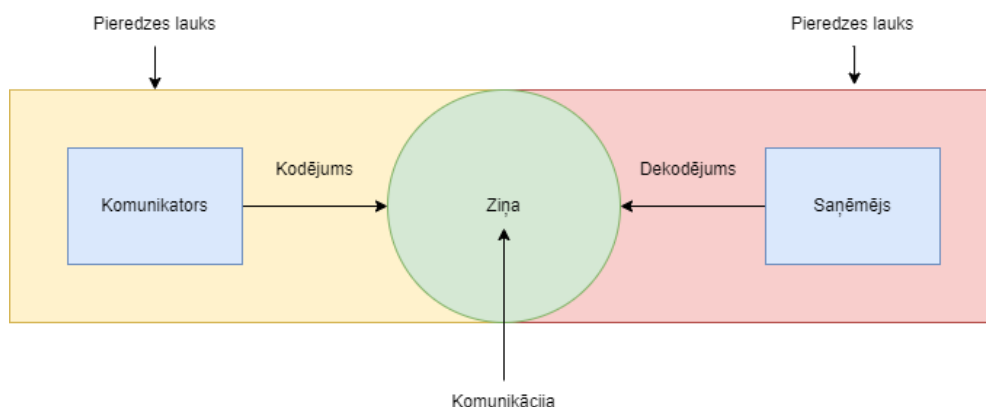 Pieredzes lauks
Pieredzes lauks
Kodējums
Dekodējums
Komunikators
Ziņa
Saņēmējs
Komunikācija